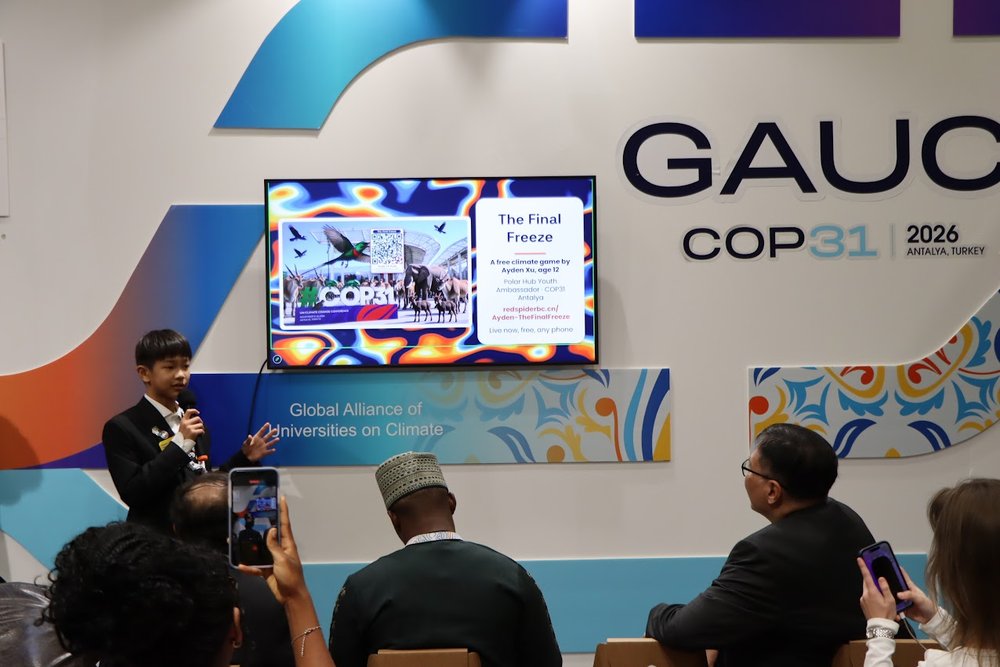 GAUC
COP31
2026
ANTALYA, TURKEY
The Final
Freeze
A free climate game by
Ayden Xu, age 12
Polar Hub Youth
Ambassador · COP31
Antalya
redspiderbc.cn/
Ayden-TheFinalFreeze
Live now, free, any phone
#COP31
Global Alliance of
Universities on Climate